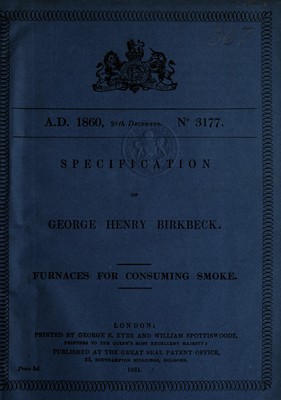 A.D. 1860, 28th December. No 3177.
SPECIFICATION
OF
GEORGE HENRY BIRKBECK.
FURNACES FOR CONSUMING SMOKE.
LONDON:
PRINTED BY GEORGE E. EYRE AND WILLIAM SPOTTISWOODE,
PRINTERS TO THE QUEEN'S MOST EXCELLENT MAJESTY:
PUBLISHED AT THE GREAT SEAL PATENT OFFICE,
25, SOUTHAMPTON BUILDINGS, HOLBORN.
Price
1861.